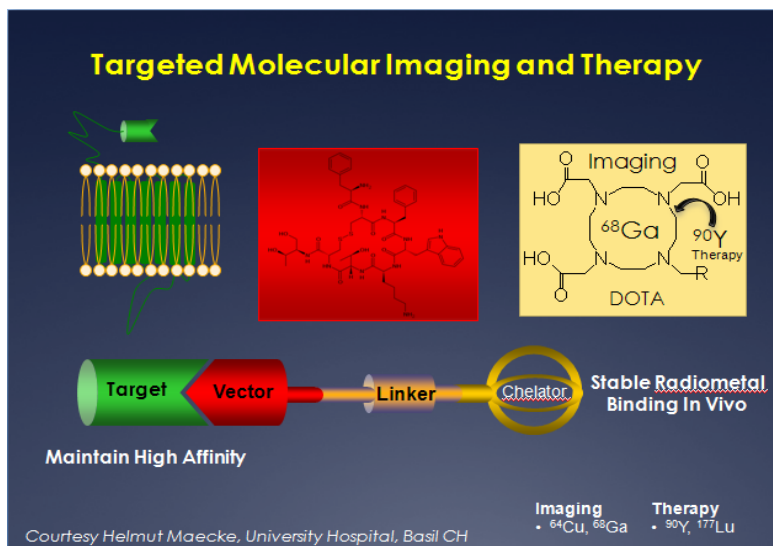 Targeted Molecular Imaging and Therapy
Imaging
O
HO
O
OH
N
N
⁶⁸Ga
⁹⁰Y
Therapy
HO
O
N
N
R
DOTA
Target
Vector
Linker
Chelator
Stable Radiometal
Binding In Vivo
Maintain High Affinity
Imaging
• ⁶⁴Cu, ⁶⁸Ga
Therapy
• ⁹⁰Y, ¹⁷⁷Lu
Courtesy Helmut Maecke, University Hospital, Basil CH